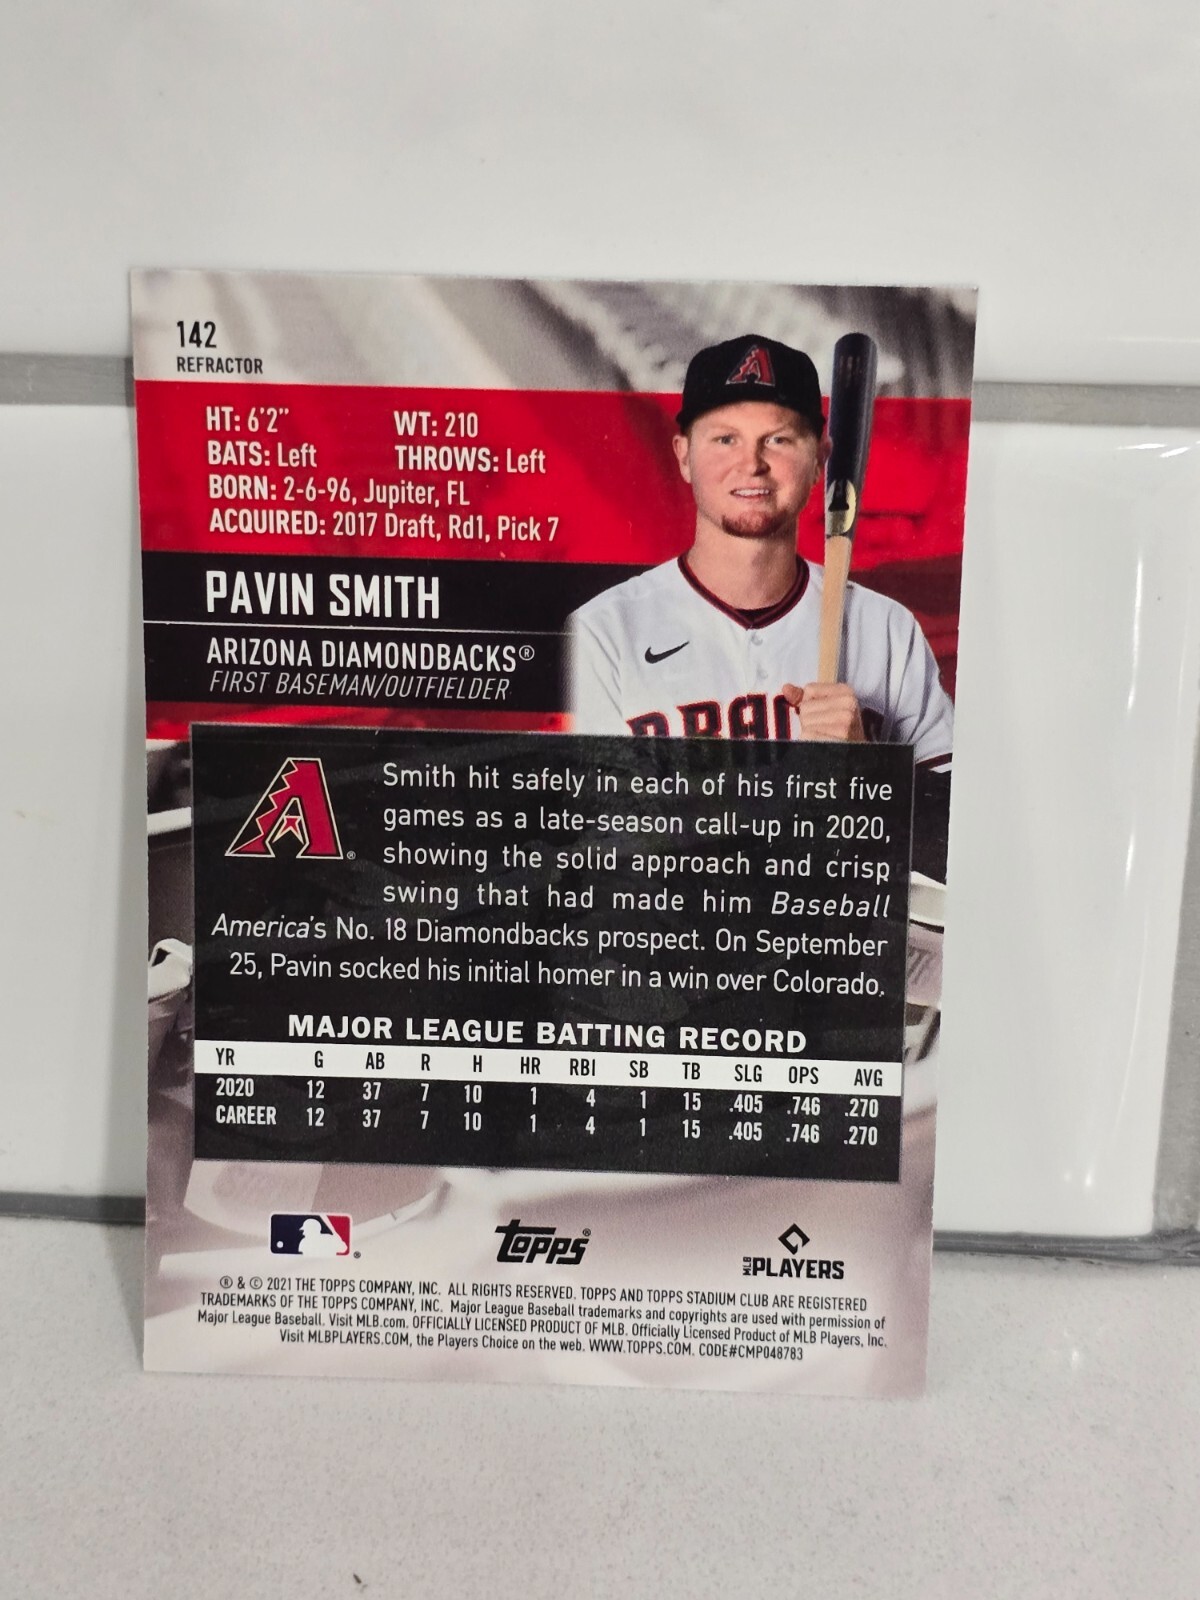 142
REFRACTOR
HT: 6'2" WT: 210
BATS: Left THROWS: Left
BORN: 2-6-96, Jupiter, FL
ACQUIRED: 2017 Draft, Rd1, Pick 7
PAVIN SMITH
ARIZONA DIAMONDBACKS®
FIRST BASEMAN/OUTFIELDER
Smith hit safely in each of his first five
games as a late-season call-up in 2020,
showing the solid approach and crisp
swing that had made him Baseball
America's No. 18 Diamondbacks prospect. On September
25, Pavin socked his initial homer in a win over Colorado.
MAJOR LEAGUE BATTING RECORD
YR G AB R H HR RBI SB TB SLG OPS AVG
2020 12 37 7 10 1 4 1 15 .405 .746 .270
CAREER 12 37 7 10 1 4 1 15 .405 .746 .270
topps®
MLB PLAYERS
® & © 2021 THE TOPPS COMPANY, INC. ALL RIGHTS RESERVED. TOPPS AND TOPPS STADIUM CLUB ARE REGISTERED
TRADEMARKS OF THE TOPPS COMPANY, INC. Major League Baseball trademarks and copyrights are used with permission of
Major League Baseball. Visit MLB.com. OFFICIALLY LICENSED PRODUCT OF MLB. Officially Licensed Product of MLB Players, Inc.
Visit MLBPLAYERS.COM, the Players Choice on the web. WWW.TOPPS.COM. CODE#CMP048783